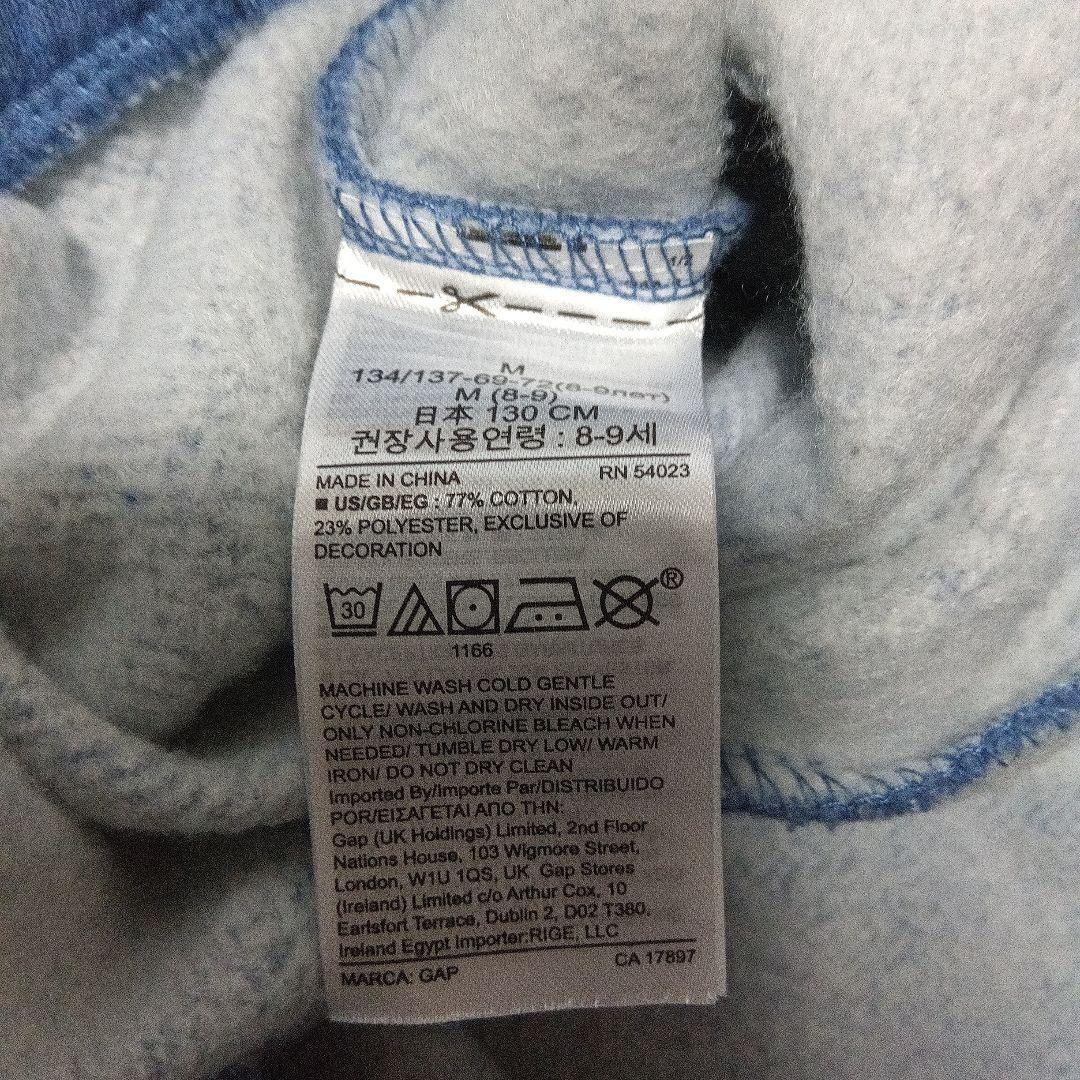 1/2
M
134/137-69-72(8-9лет)
M (8-9)
日本 130 CM
권장사용연령 : 8-9세
MADE IN CHINA RN 54023
■ US/GB/EG : 77% COTTON,
23% POLYESTER, EXCLUSIVE OF
DECORATION
30
®
1166
MACHINE WASH COLD GENTLE
CYCLE/ WASH AND DRY INSIDE OUT/
ONLY NON-CHLORINE BLEACH WHEN
NEEDED/ TUMBLE DRY LOW/ WARM
IRON/ DO NOT DRY CLEAN
Imported By/Importe Par/DISTRIBUIDO
POR/ΕΙΣΑΓΕΤΑΙ ΑΠΟ ΤΗΝ:
Gap (UK Holdings) Limited, 2nd Floor
Nations House, 103 Wigmore Street,
London, W1U 1QS, UK Gap Stores
(Ireland) Limited c/o Arthur Cox, 10
Earlsfort Terrace, Dublin 2, D02 T380,
Ireland Egypt Importer:RIGE, LLC
MARCA: GAP CA 17897